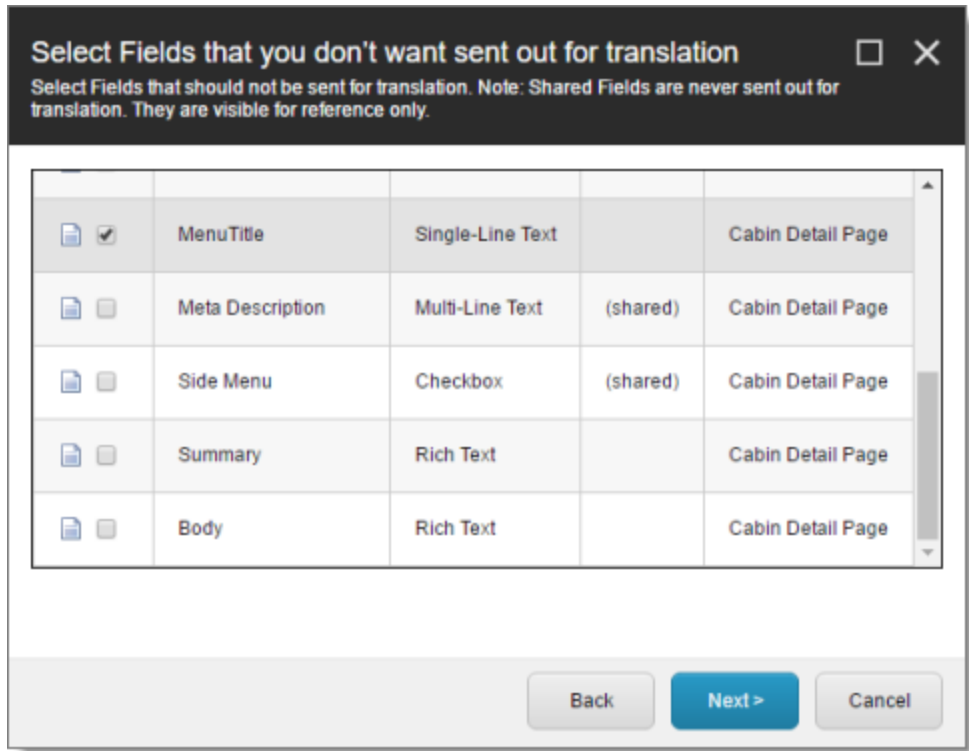 Select Fields that you don't want sent out for translation
Select Fields that should not be sent for translation. Note: Shared Fields are never sent out for
translation. They are visible for reference only.
MenuTitle Single-Line Text Cabin Detail Page
Meta Description Multi-Line Text (shared) Cabin Detail Page
Side Menu Checkbox (shared) Cabin Detail Page
Summary Rich Text Cabin Detail Page
Body Rich Text Cabin Detail Page
Back Next > Cancel